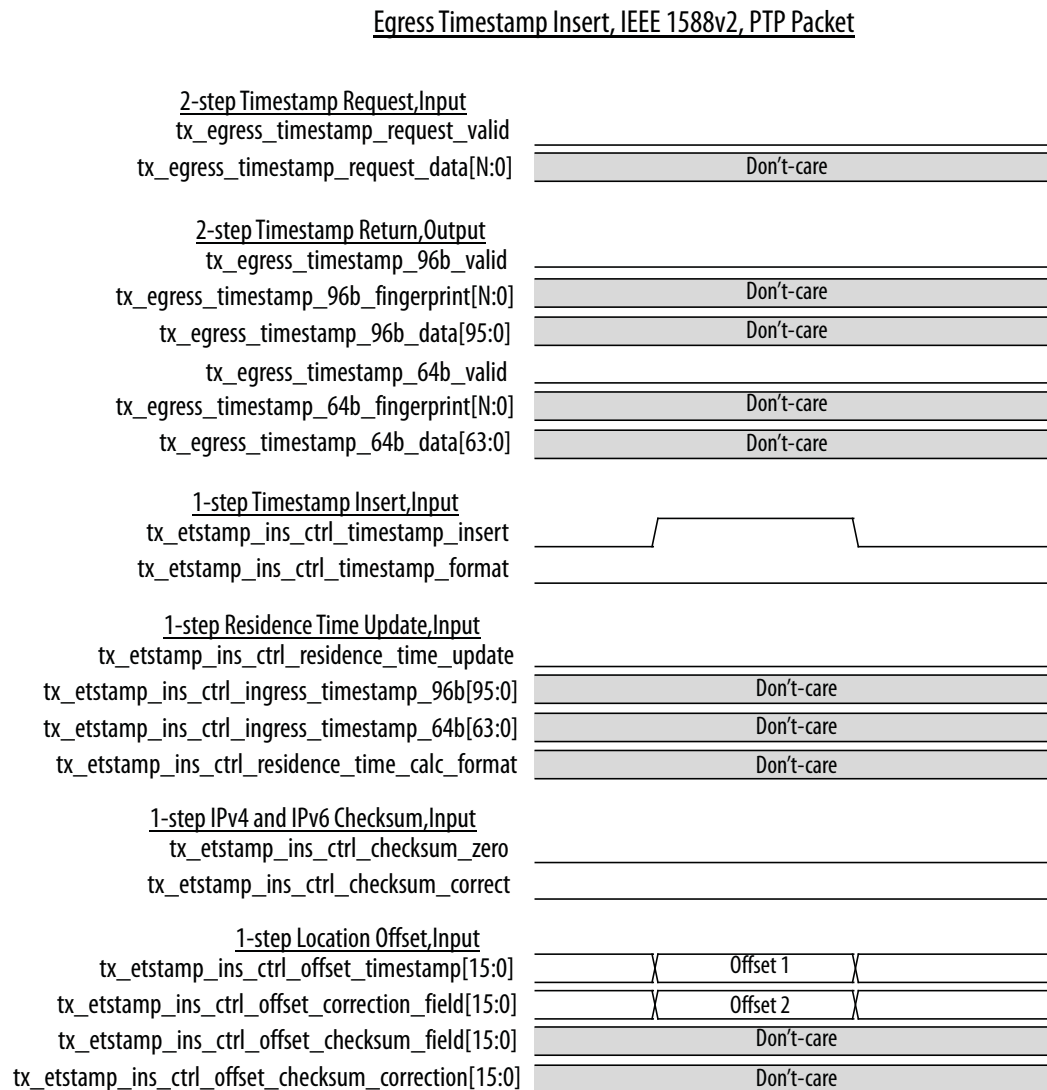 Egress Timestamp Insert, IEEE 1588v2, PTP Packet
2-step Timestamp Request,Input
tx_egress_timestamp_request_valid
tx_egress_timestamp_request_data[N:0] Don't-care
2-step Timestamp Return,Output
tx_egress_timestamp_96b_valid
tx_egress_timestamp_96b_fingerprint[N:0] Don't-care
tx_egress_timestamp_96b_data[95:0] Don't-care
tx_egress_timestamp_64b_valid
tx_egress_timestamp_64b_fingerprint[N:0] Don't-care
tx_egress_timestamp_64b_data[63:0] Don't-care
1-step Timestamp Insert,Input
tx_etstamp_ins_ctrl_timestamp_insert
tx_etstamp_ins_ctrl_timestamp_format
1-step Residence Time Update,Input
tx_etstamp_ins_ctrl_residence_time_update
tx_etstamp_ins_ctrl_ingress_timestamp_96b[95:0] Don't-care
tx_etstamp_ins_ctrl_ingress_timestamp_64b[63:0] Don't-care
tx_etstamp_ins_ctrl_residence_time_calc_format Don't-care
1-step IPv4 and IPv6 Checksum,Input
tx_etstamp_ins_ctrl_checksum_zero
tx_etstamp_ins_ctrl_checksum_correct
1-step Location Offset,Input
tx_etstamp_ins_ctrl_offset_timestamp[15:0] Offset 1
tx_etstamp_ins_ctrl_offset_correction_field[15:0] Offset 2
tx_etstamp_ins_ctrl_offset_checksum_field[15:0] Don't-care
tx_etstamp_ins_ctrl_offset_checksum_correction[15:0] Don't-care